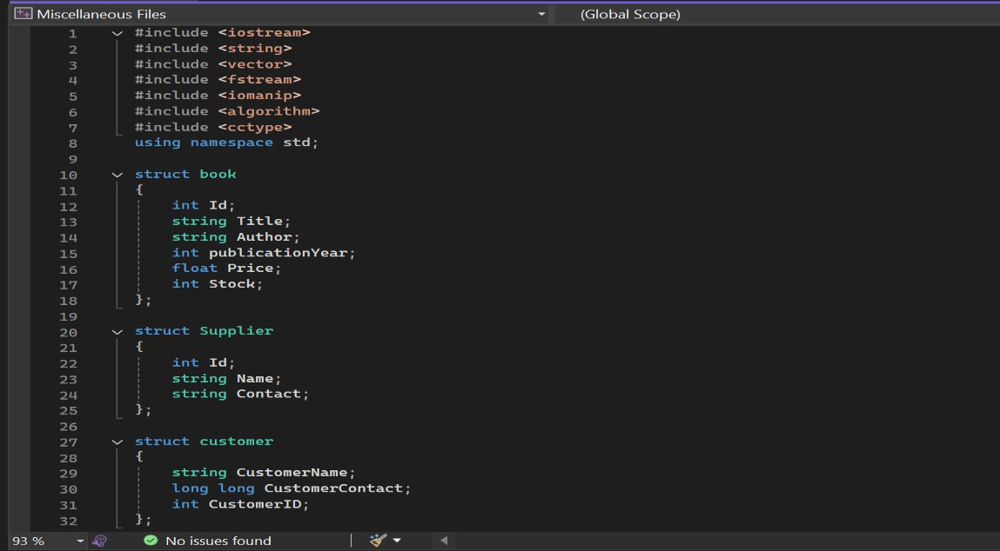 Miscellaneous Files (Global Scope)
1 #include <iostream>
2 #include <string>
3 #include <vector>
4 #include <fstream>
5 #include <iomanip>
6 #include <algorithm>
7 #include <cctype>
8 using namespace std;
9
10 struct book
11 {
12 int Id;
13 string Title;
14 string Author;
15 int publicationYear;
16 float Price;
17 int Stock;
18 };
19
20 struct Supplier
21 {
22 int Id;
23 string Name;
24 string Contact;
25 };
26
27 struct customer
28 {
29 string CustomerName;
30 long long CustomerContact;
31 int CustomerID;
32 };
93 % No issues found